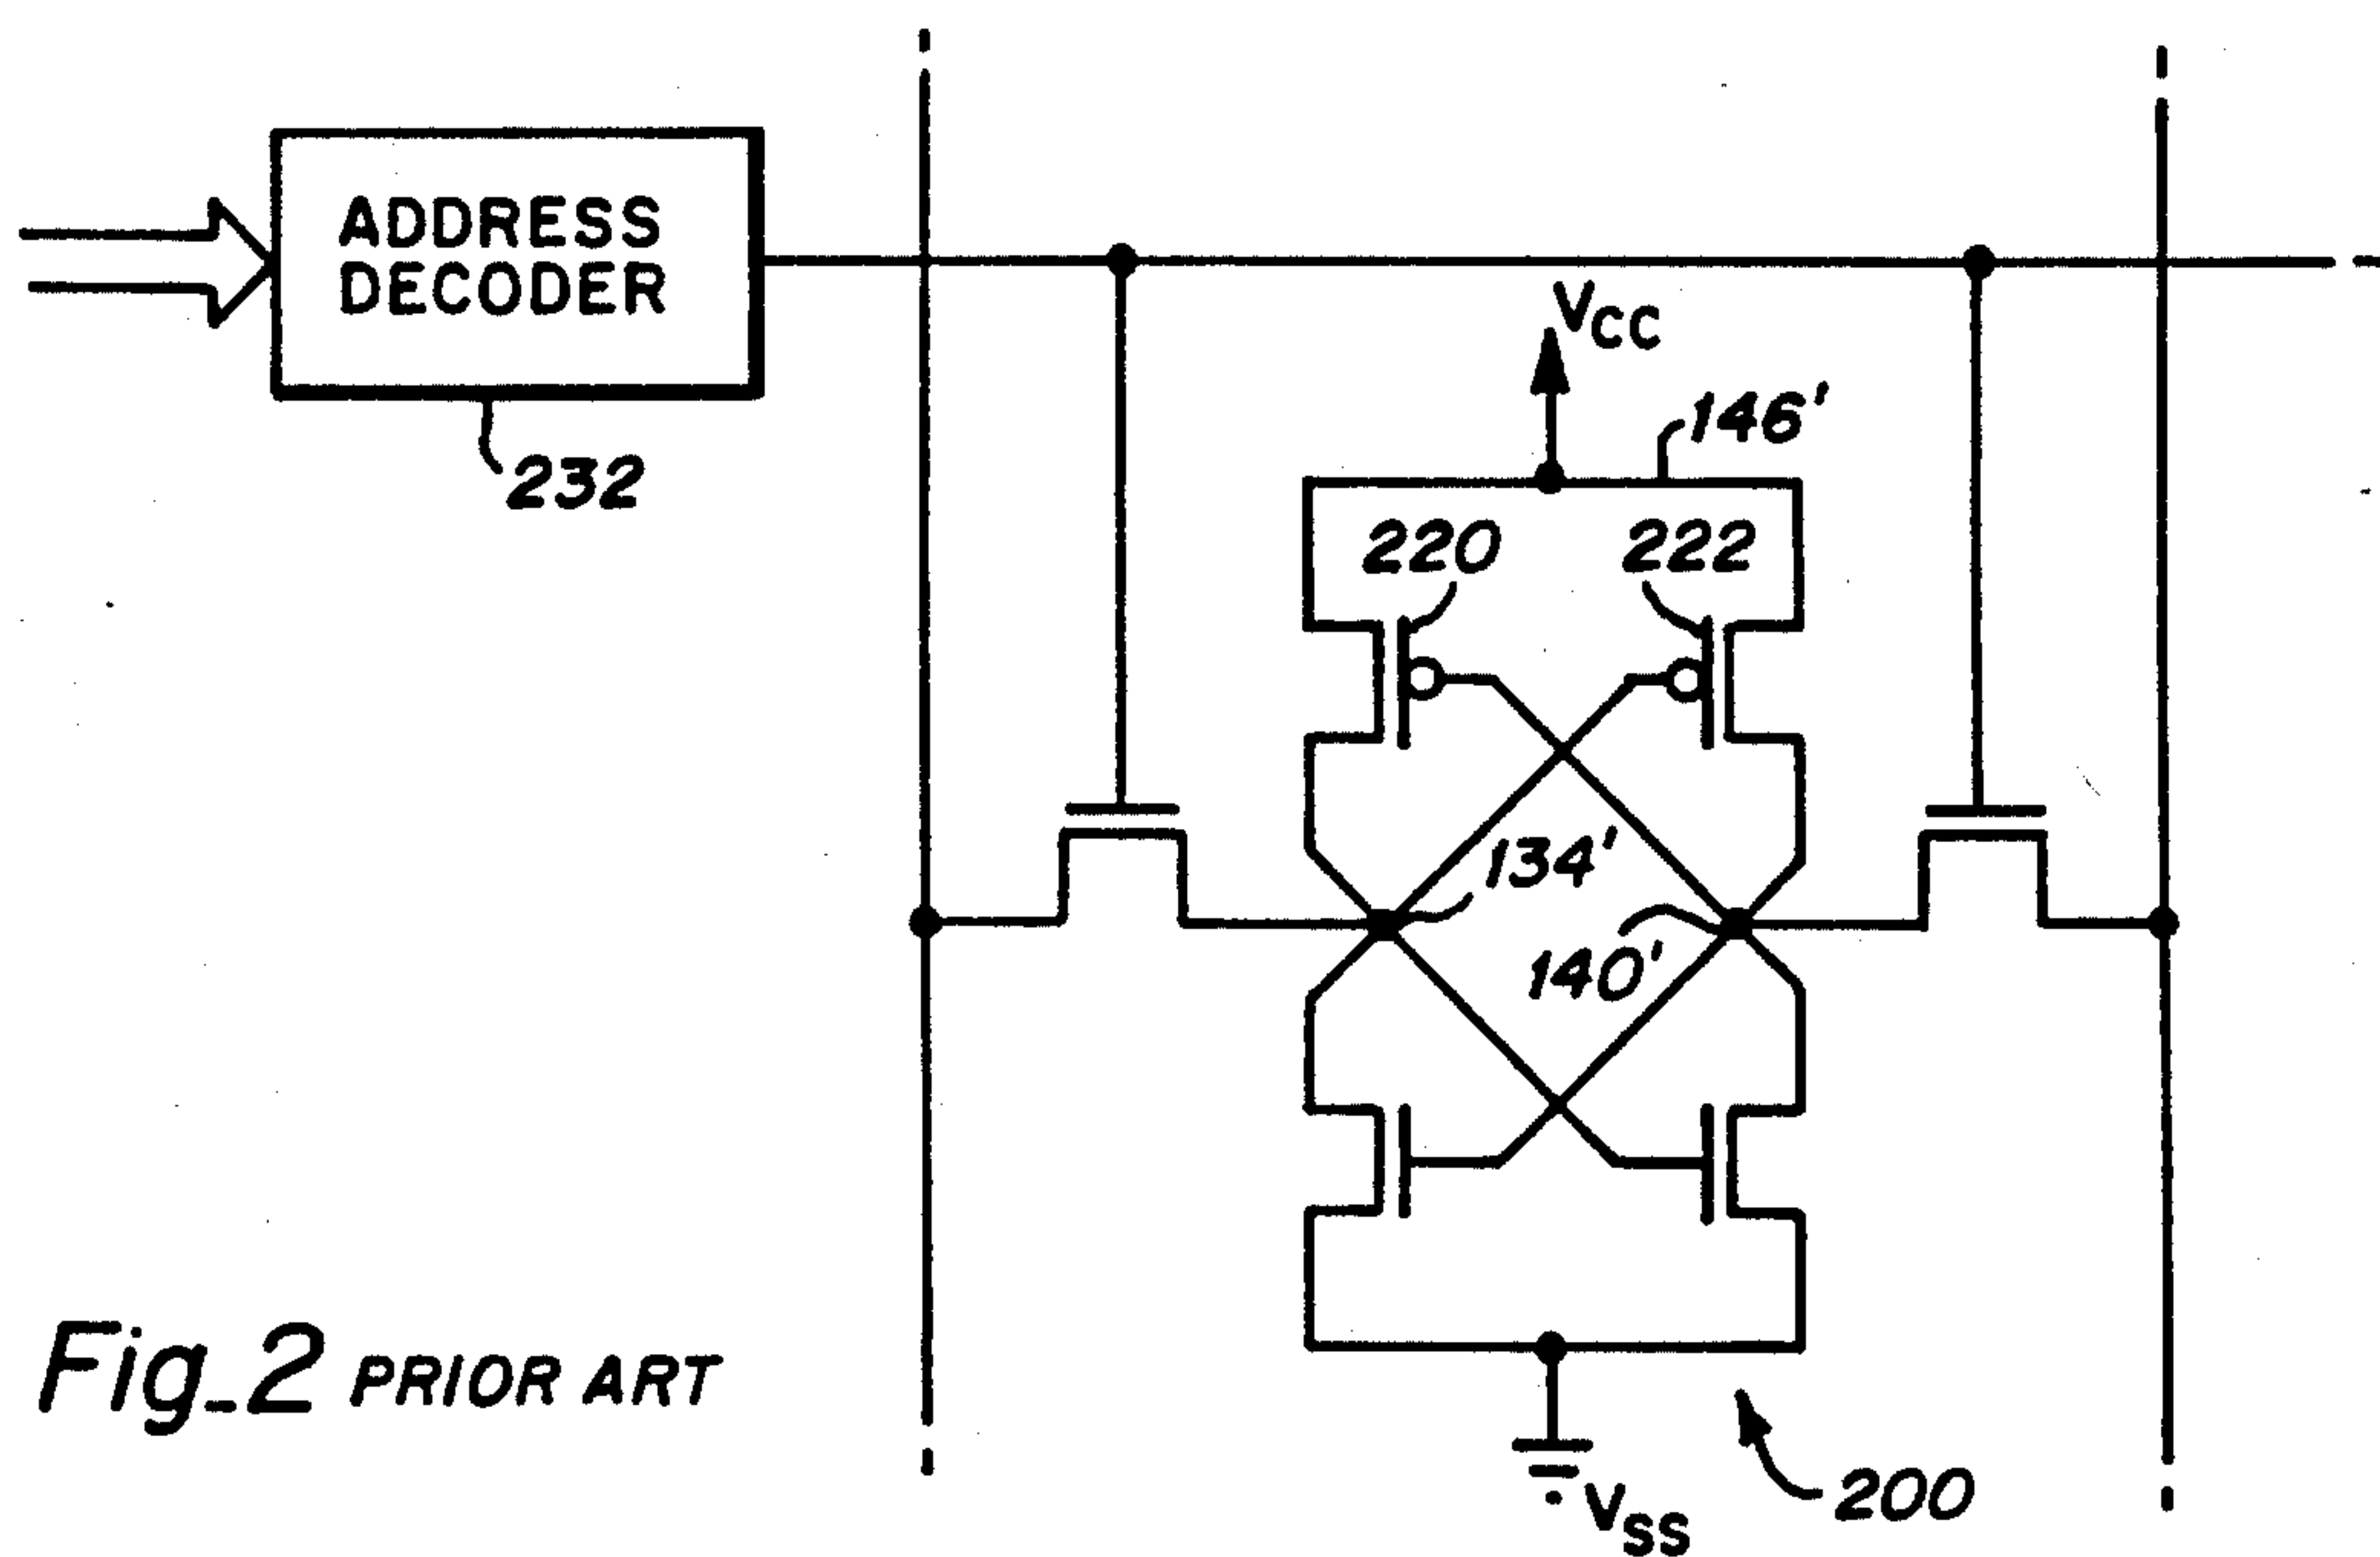 ADDRESS
DECODER
232
VCC
146'
220
222
134'
140'
VSS
200
Fig_2 PRIOR ART